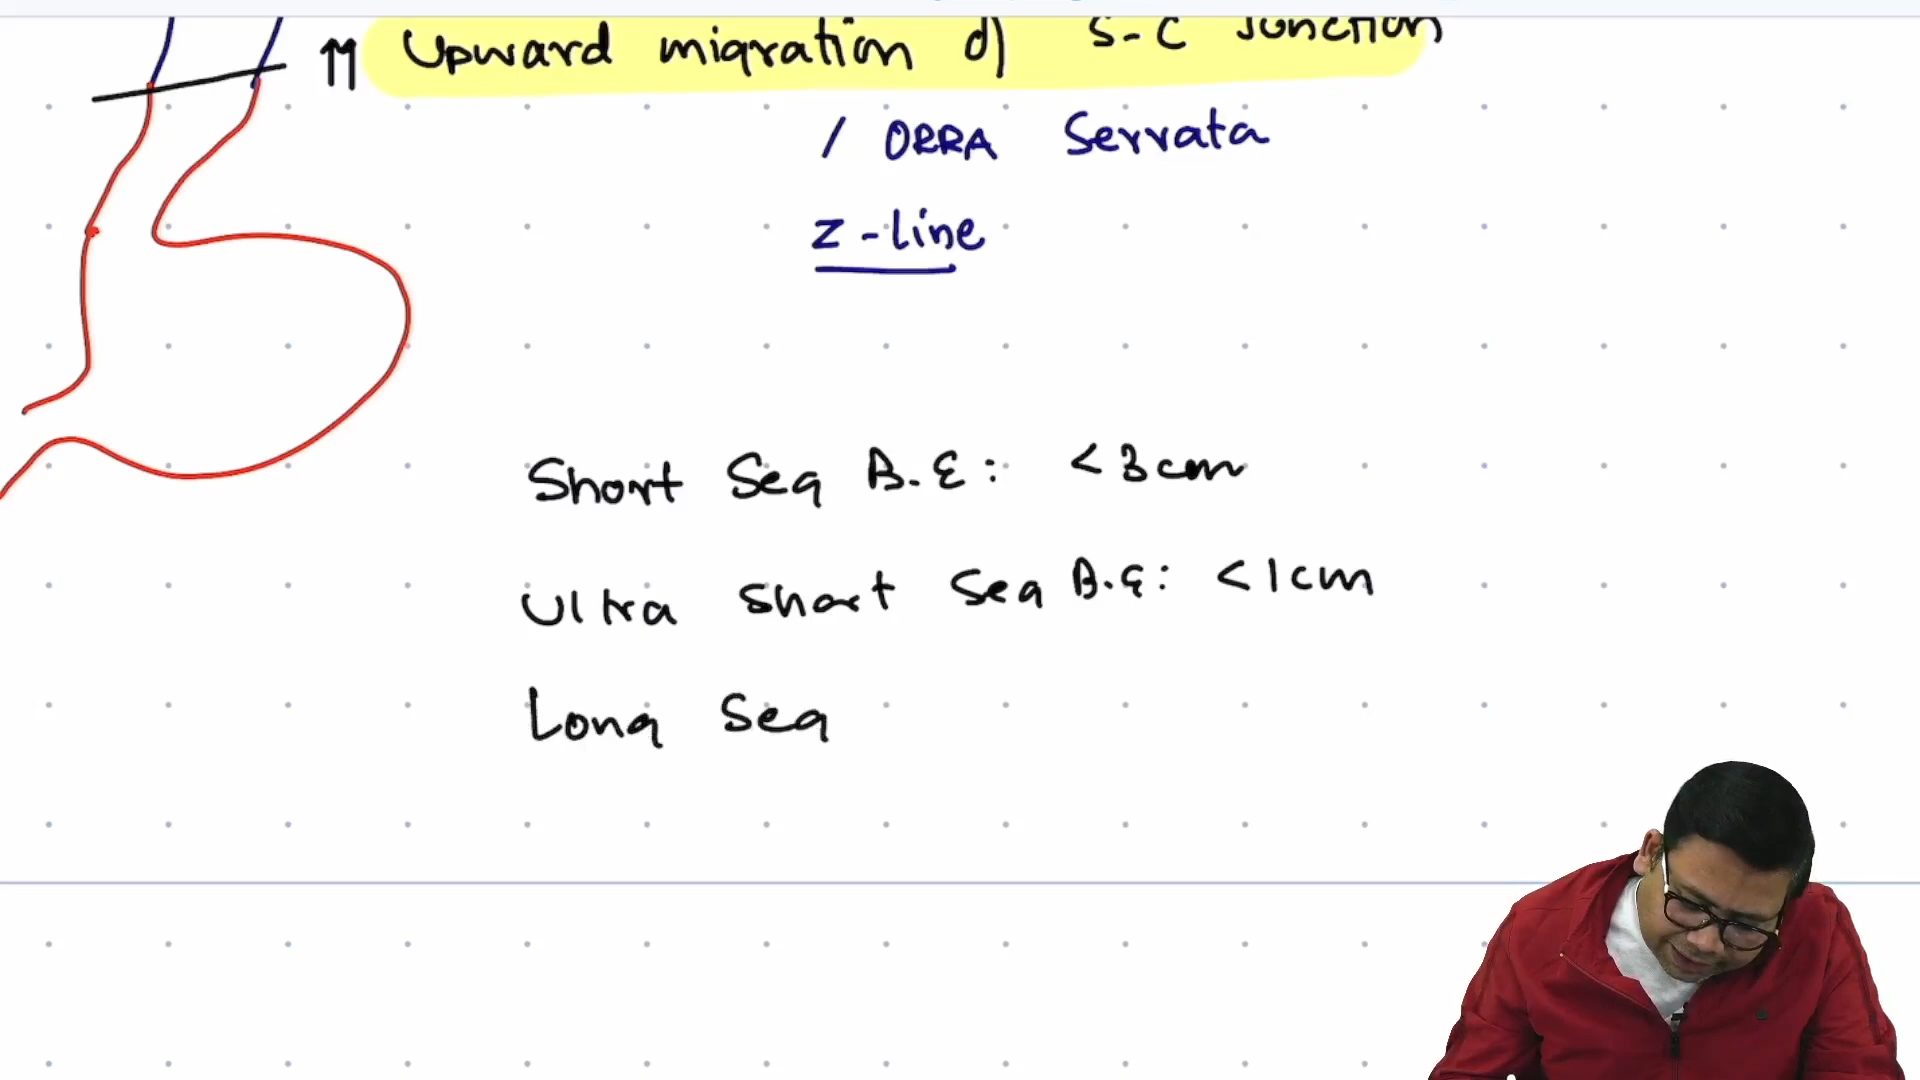 ⇈ Upward migration of S-C Junction
/ ORRA Serrata
Z-Line
Short Seg B.E: <3cm
Ultra Short Seg B.E: <1cm
Long Seg